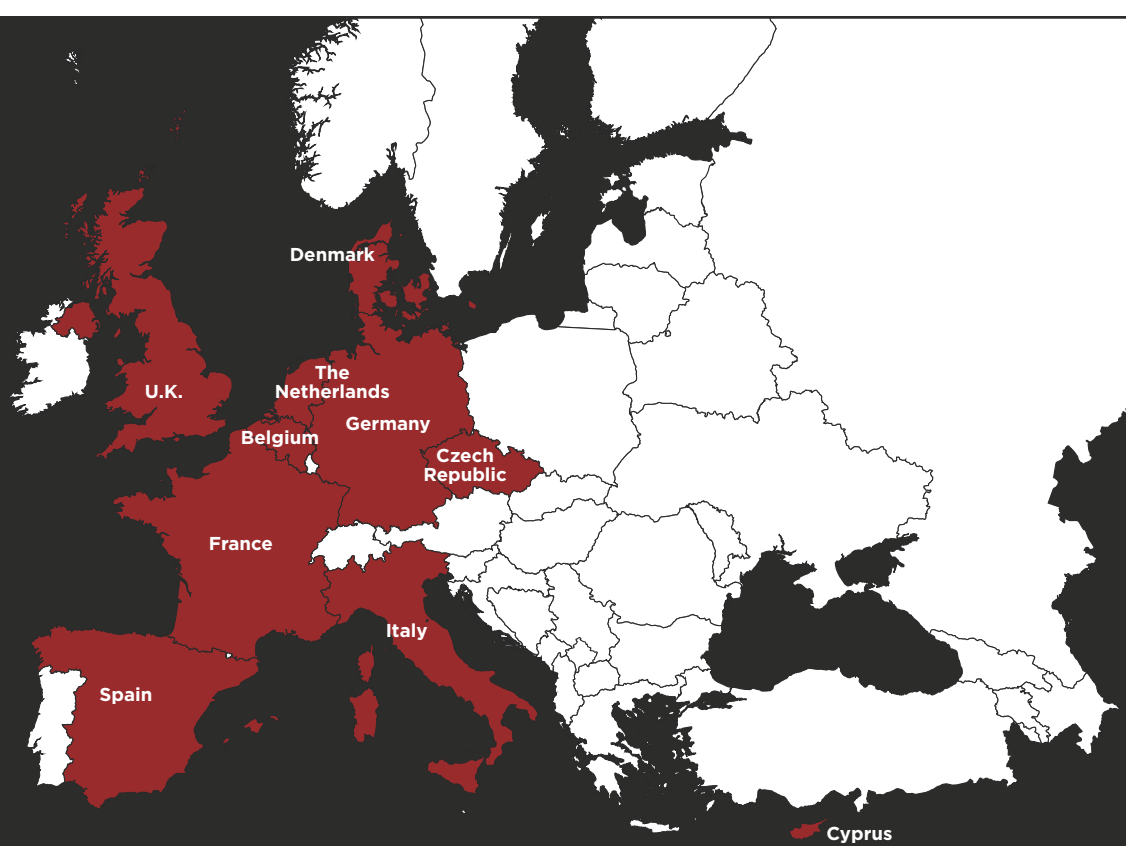 Denmark
The
Netherlands
U.K.
Germany
Belgium
Czech
Republic
France
Italy
Spain
Cyprus